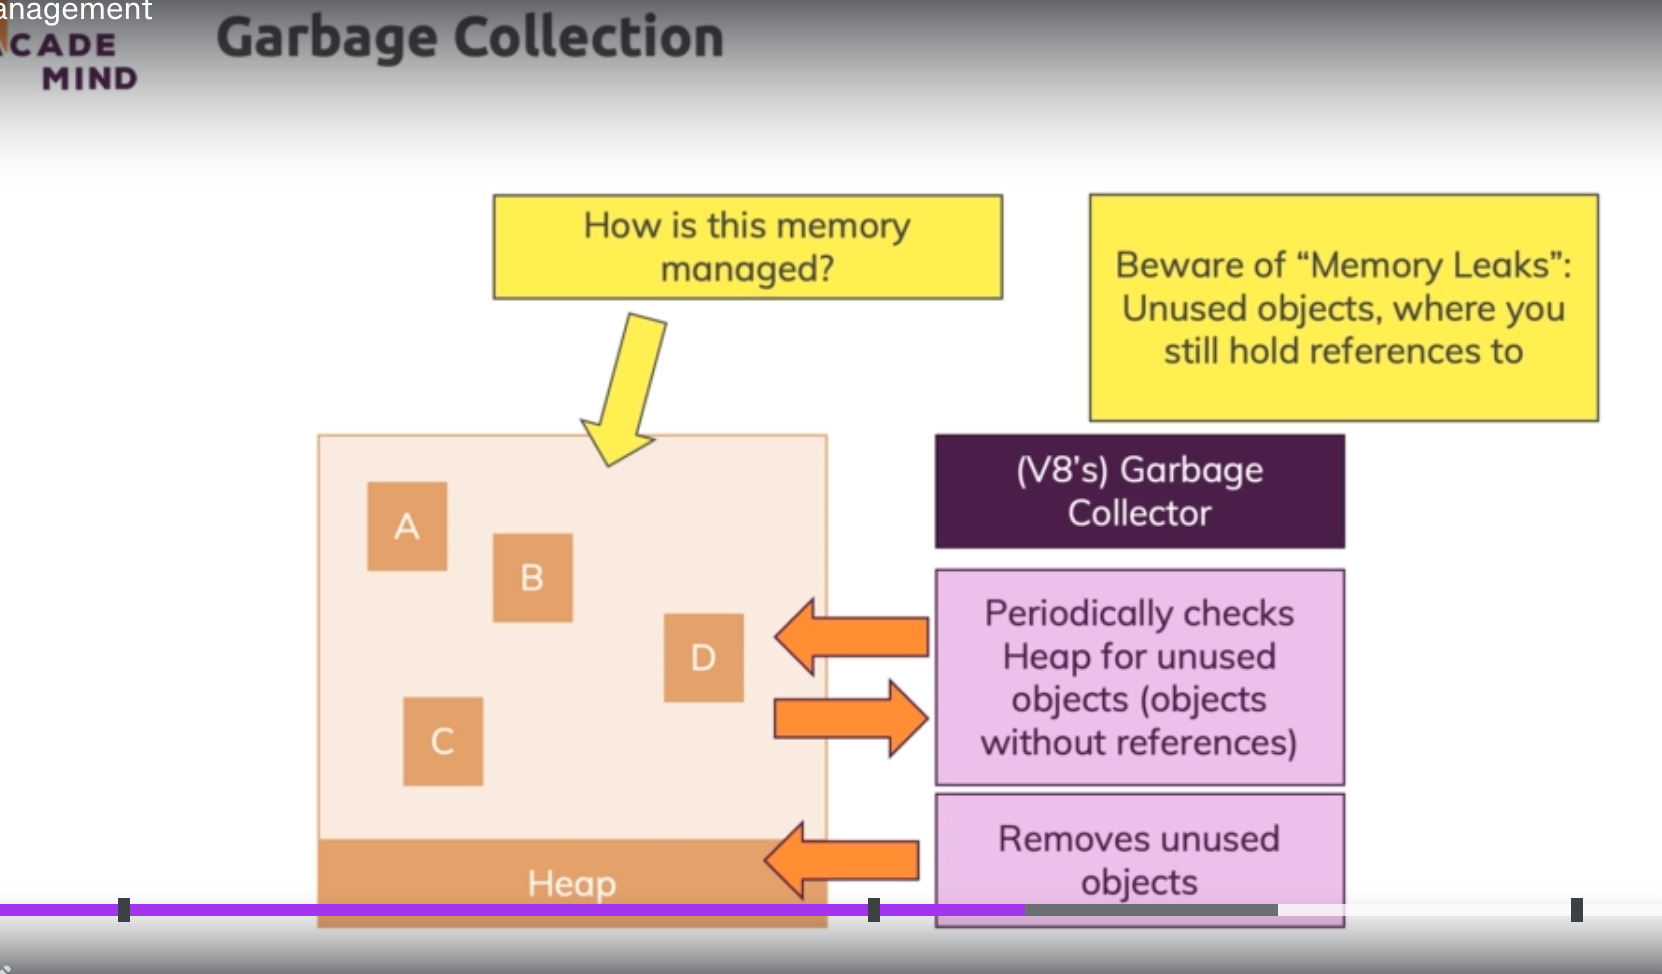 anagement
CADE
MIND
Garbage Collection
How is this memory
managed?
Beware of “Memory Leaks”:
Unused objects, where you
still hold references to
(V8’s) Garbage
Collector
A
B
D
C
Periodically checks
Heap for unused
objects (objects
without references)
Removes unused
objects
Heap